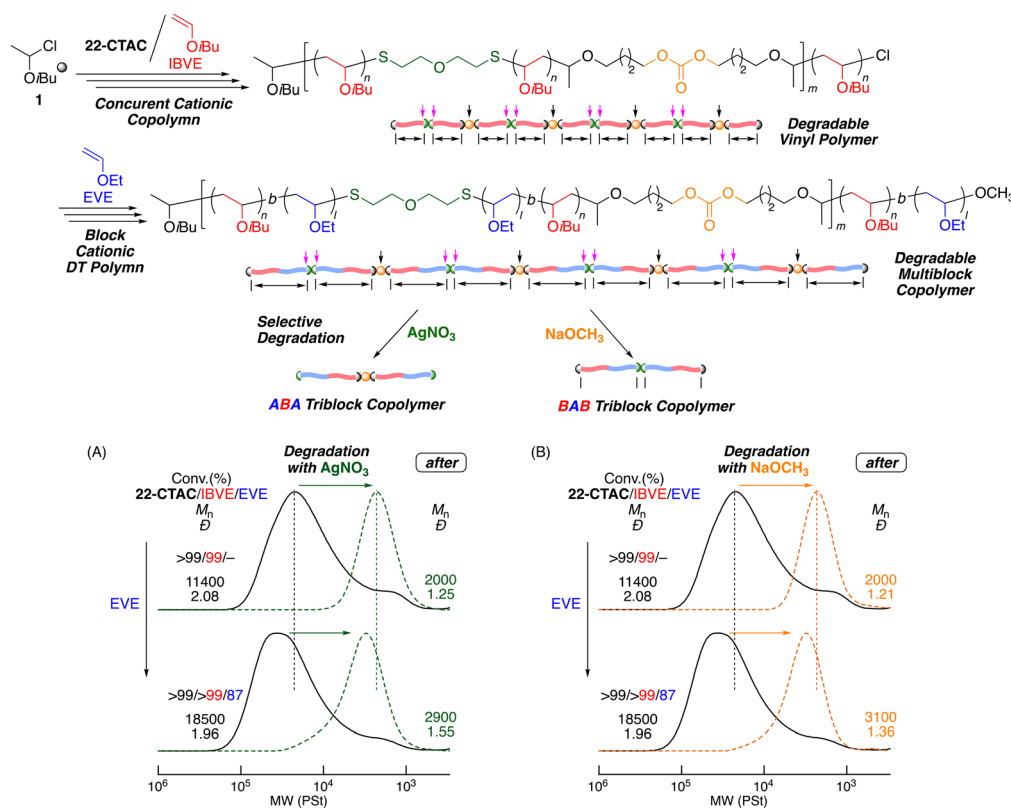 Cl
OiBu
1
22-CTAC
OiBu
IBVE
Concurent Cationic
Copolymn
OiBu
n
OiBu
S
O
S
n
OiBu
O
2
O
O
O
2
O
m
n
OiBu
Cl
Degradable
Vinyl Polymer
OEt
EVE
Block
Cationic
DT Polymn
OiBu
n
OiBu
b
l
OEt
S
O
S
l
OEt
b
n
OiBu
O
2
O
O
O
2
O
m
n
OiBu
b
l
OEt
OCH3
Degradable
Multiblock
Copolymer
Selective
Degradation
AgNO3
NaOCH3
ABA Triblock Copolymer
BAB Triblock Copolymer
(A)
Degradation
with AgNO3
after
Conv.(%)
22-CTAC/IBVE/EVE
Mn
Đ
Mn
Đ
>99/99/–
11400
2.08
2000
1.25
EVE
>99/>99/87
18500
1.96
2900
1.55
10^6
10^5
10^4
10^3
MW (PSt)
(B)
Degradation
with NaOCH3
after
Conv.(%)
22-CTAC/IBVE/EVE
Mn
Đ
Mn
Đ
>99/99/–
11400
2.08
2000
1.21
EVE
>99/>99/87
18500
1.96
3100
1.36
10^6
10^5
10^4
10^3
MW (PSt)